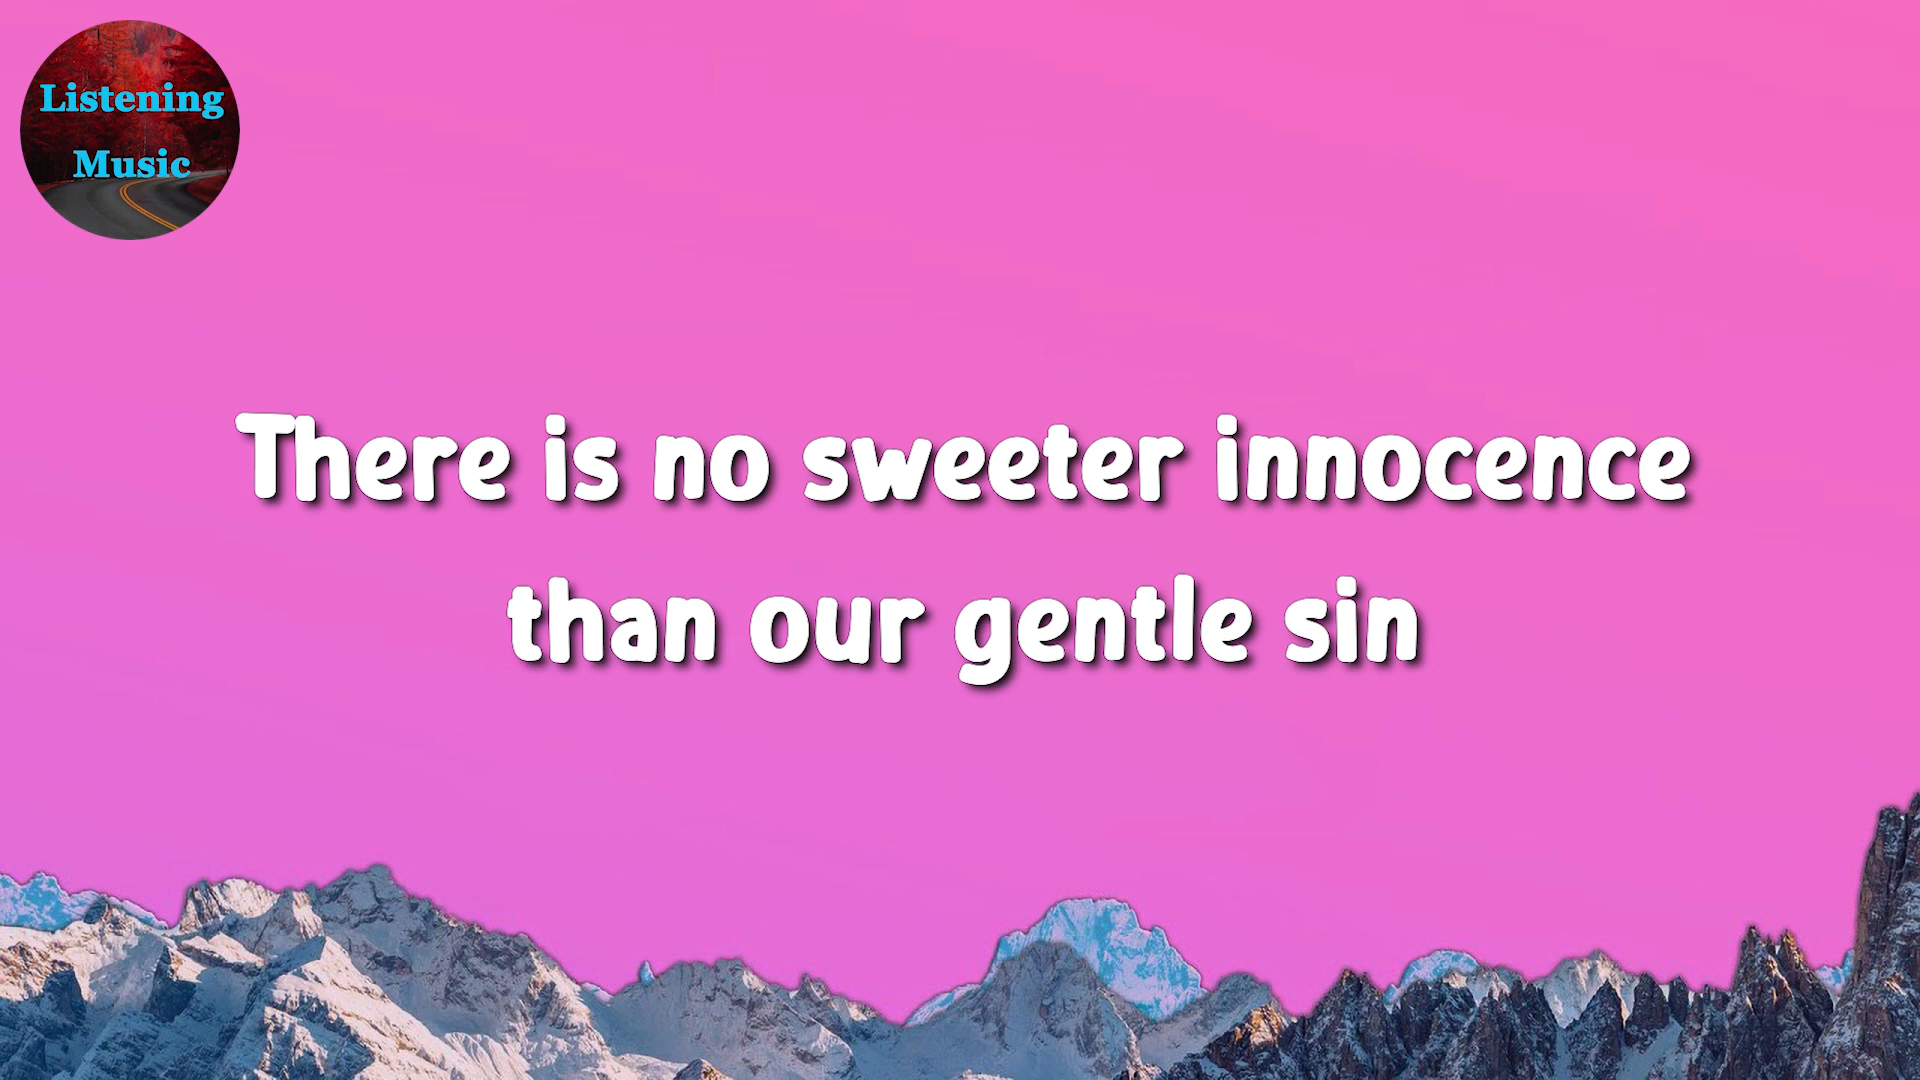 Listening
Music
There is no sweeter innocence
than our gentle sin